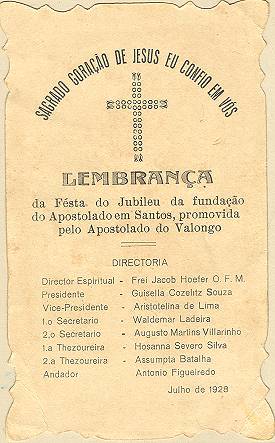 SAGRADO CORAÇÃO DE JESUS EU CONFIO EM VÓS
LEMBRANÇA
da Fésta do Jubileu da fundação
do Apostolado em Santos, promovida
pelo Apostolado do Valongo
DIRECTORIA
Director Espiritual - Frei Jacob Hoefer O. F. M.
Presidente - Guisella Cozelitz Souza
Vice-Presidente - Aristotelina de Lima
1.o Secretario - Waldemar Ladeira
2.o Secretario - Augusto Martins Villarinho
1.a Thezoureira - Hosanna Severo Silva
2.a Thezoureira - Assumpta Batalha
Andador Antonio Figueiredo
Julho de 1928